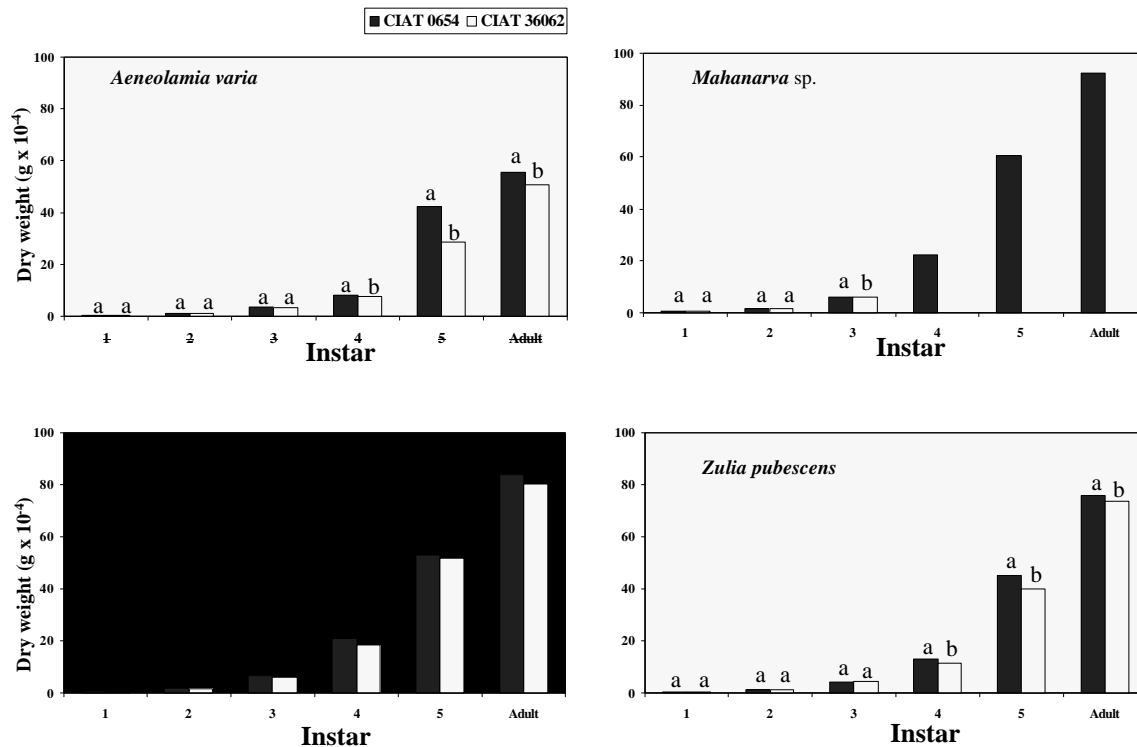 CIAT 0654 CIAT 36062
Aeneolamia varia
Dry weight (g x 10-4)
100
80
60
40
20
0
a a a a a a a b a b a b
1 2 3 4 5 Adult
Instar
Mahanarva sp.
100
80
60
40
20
0
a a a a a b
1 2 3 4 5 Adult
Instar
Dry weight (g x 10-4)
100
80
60
40
20
0
1 2 3 4 5 Adult
Instar
Zulia pubescens
100
80
60
40
20
0
a a a a a a a b a b a b
1 2 3 4 5 Adult
Instar